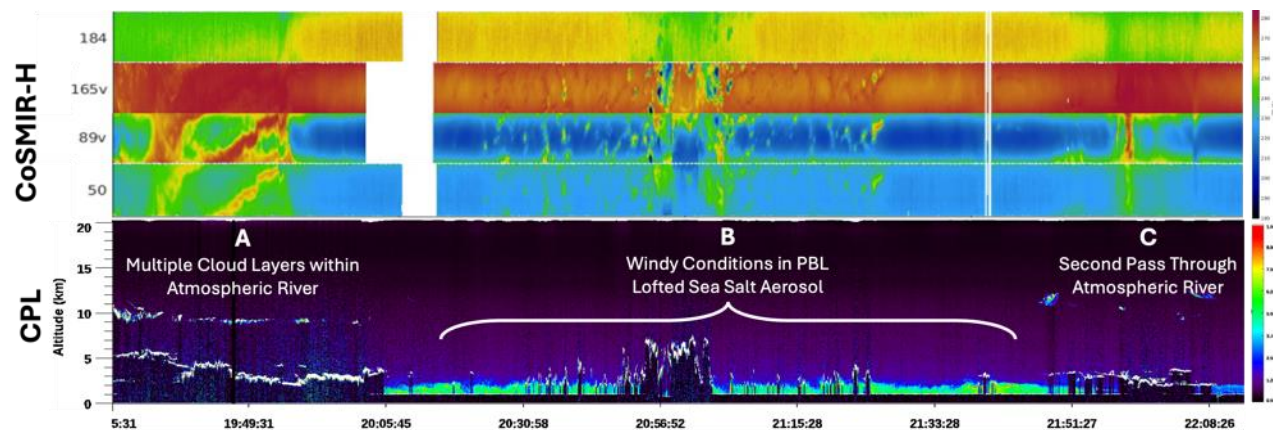 CoSMIR-H
184
165v
89v
50
CPL
Altitude (km)
20
15
10
5
0
A
Multiple Cloud Layers within
Atmospheric River
B
Windy Conditions in PBL
Lofted Sea Salt Aerosol
C
Second Pass Through
Atmospheric River
5:31 19:49:31 20:05:45 20:30:58 20:56:52 21:15:28 21:33:28 21:51:27 22:08:26